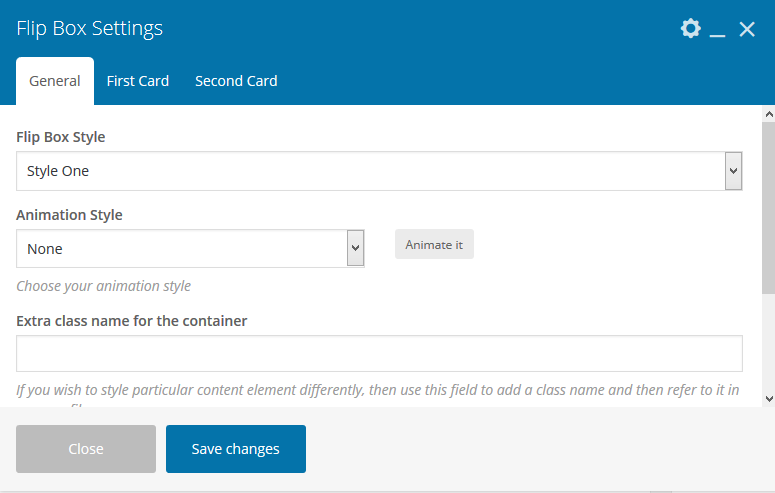 Flip Box Settings
General First Card Second Card
Flip Box Style
Style One
Animation Style
None Animate it
Choose your animation style
Extra class name for the container
If you wish to style particular content element differently, then use this field to add a class name and then refer to it in
Close Save changes